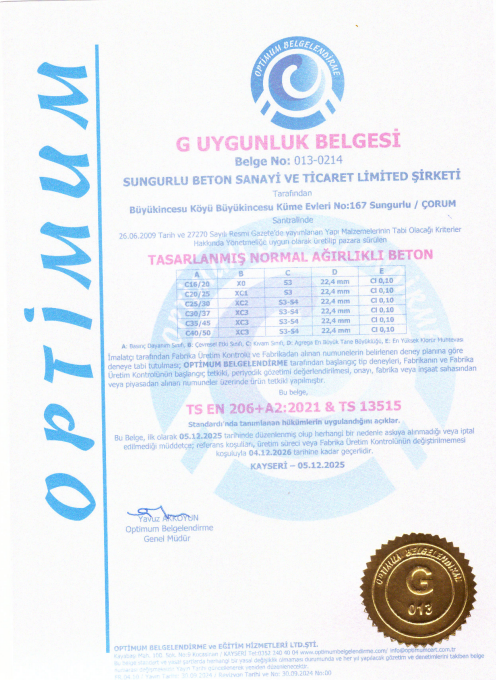 OPTİMUM
OPTİMUM BELGELENDİRME
G UYGUNLUK BELGESİ
Belge No: 013-0214
SUNGURLU BETON SANAYİ VE TİCARET LİMİTED ŞİRKETİ
Tarafından
Büyükincesu Köyü Büyükincesu Küme Evleri No:167 Sungurlu / ÇORUM
Santralinde
26.06.2009 Tarih ve 27270 Sayılı Resmi Gazete'de yayımlanan Yapı Malzemelerinin Tabi Olacağı Kriterler
Hakkında Yönetmeliğe uygun olarak üretilip pazara sürülen
TASARLANMIŞ NORMAL AĞIRLIKLI BETON
A B C D E
C16/20 X0 S3 22,4 mm Cl 0,10
C20/25 XC1 S3 22,4 mm Cl 0,10
C25/30 XC2 S3-S4 22,4 mm Cl 0,10
C30/37 XC3 S3-S4 22,4 mm Cl 0,10
C35/45 XC3 S3-S4 22,4 mm Cl 0,10
C40/50 XC3 S3-S4 22,4 mm Cl 0,10
A: Basınç Dayanım Sınıfı, B: Çevresel Etki Sınıfı, C: Kıvam Sınıfı, D: Agrega En Büyük Tane Büyüklüğü, E: En Yüksek Klorür Muhtevası
İmalatçı tarafından Fabrika Üretim Kontrolü ve Fabrikadan alınan numunelerin belirlenen deney planına göre
deneye tabi tutulması; OPTİMUM BELGELENDİRME tarafından başlangıç tip deneyleri, Fabrikanın ve Fabrika
Üretim Kontrolünün başlangıç tetkiki, periyodik gözetimi değerlendirilmesi, onayı, fabrika veya inşaat sahasından
veya piyasadan alınan numuneler üzerinde ürün tetkiki yapılmıştır.
Bu belge,
TS EN 206+A2:2021 & TS 13515
Standardı'nda tanımlanan hükümlerin uygulandığını açıklar.
Bu Belge, ilk olarak 05.12.2025 tarihinde düzenlenmiş olup herhangi bir nedenle askıya alınmadığı veya iptal
edilmediği müddetçe; referans koşulları, üretim süreci veya Fabrika Üretim Kontrolünün değiştirilmemesi
koşuluyla 04.12.2026 tarihine kadar geçerlidir.
KAYSERİ – 05.12.2025
Yavuz AKKOYUN
Optimum Belgelendirme
Genel Müdür
OPTİMUM BELGELENDİRME
G
013
OPTİMUM BELGELENDİRME ve EĞİTİM HİZMETLERİ LTD.ŞTİ.